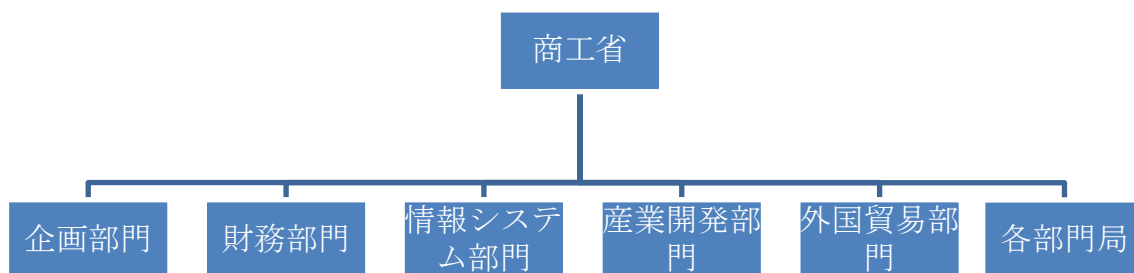 商工省
企画部門
財務部門
情報システ
ム部門
産業開発部
門
外国貿易部
門
各部門局